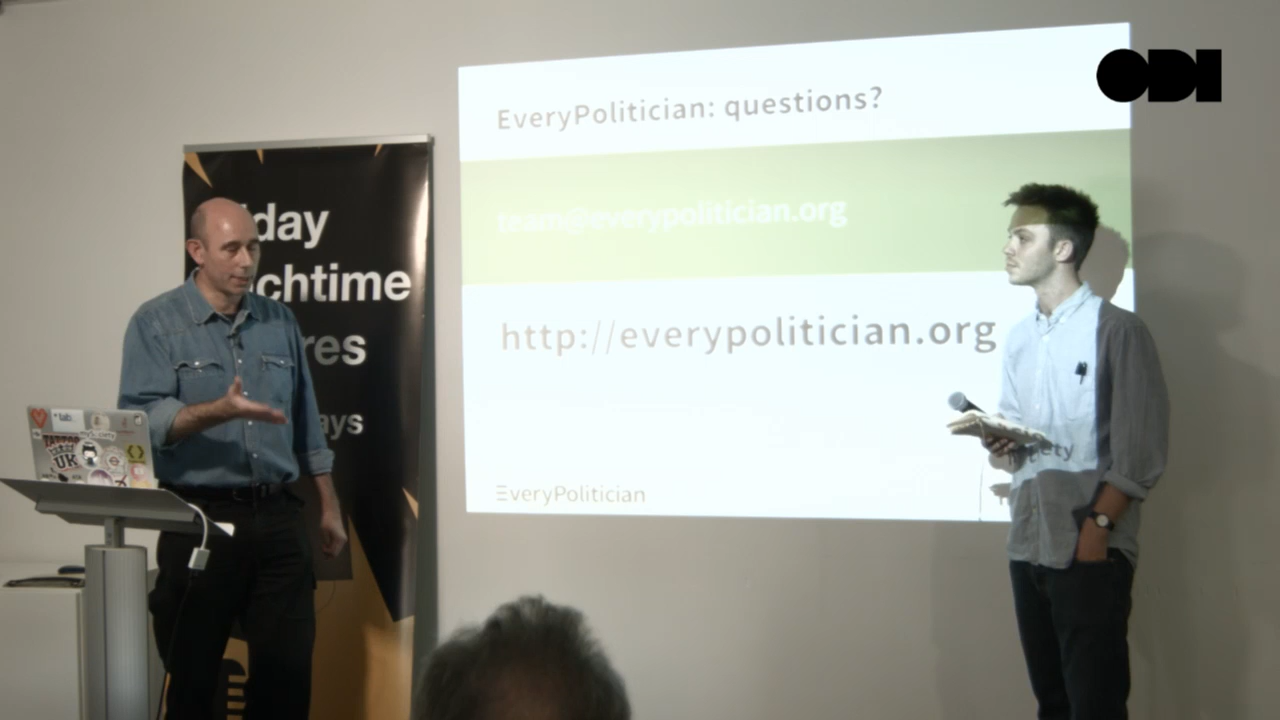 ODI
EveryPolitician: questions?
team@everypolitician.org
http://everypolitician.org
EveryPolitician
day
chtime
res
ays
UK